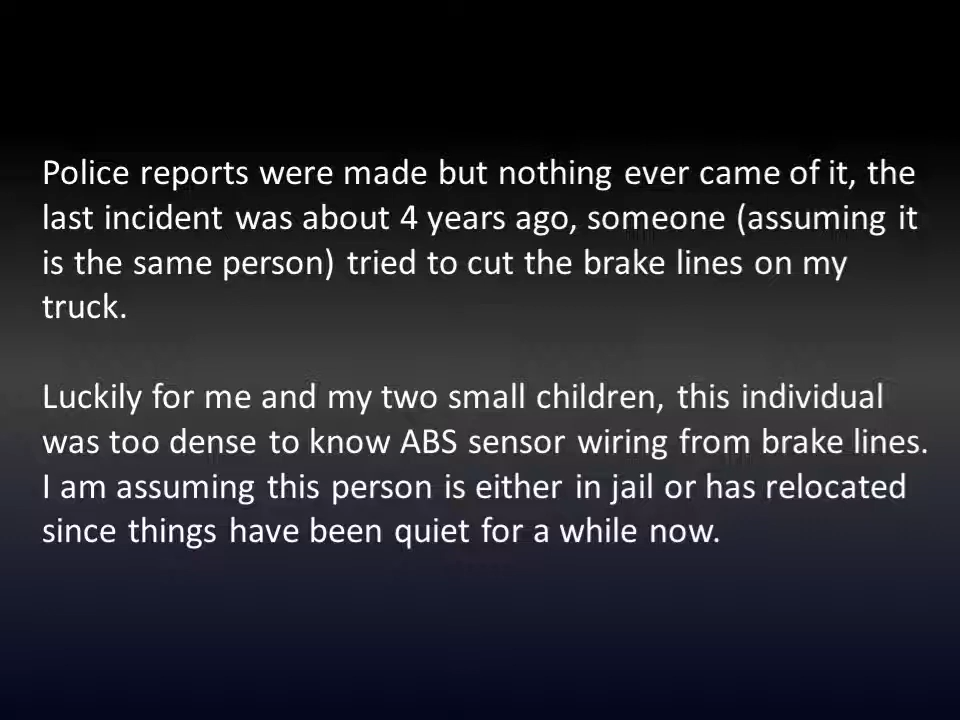 Police reports were made but nothing ever came of it, the
last incident was about 4 years ago, someone (assuming it
is the same person) tried to cut the brake lines on my
truck.
Luckily for me and my two small children, this individual
was too dense to know ABS sensor wiring from brake lines.
I am assuming this person is either in jail or has relocated
since things have been quiet for a while now.